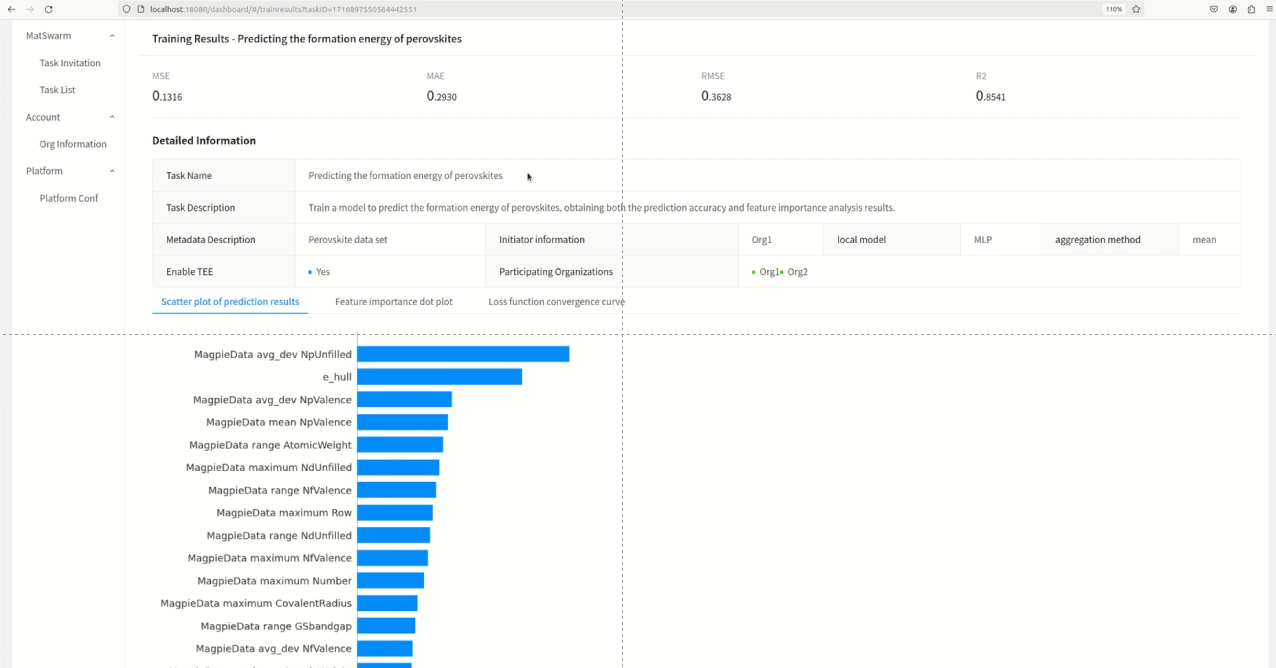 localhost:18080/dashboard/#/trainresults?taskID=1716897550584442551
110%
MatSwarm
Task Invitation
Task List
Account
Org Information
Platform
Platform Conf
Training Results - Predicting the formation energy of perovskites
MSE MAE RMSE R2
0.1316 0.2930 0.3628 0.8541
Detailed Information
Task Name Predicting the formation energy of perovskites
Task Description Train a model to predict the formation energy of perovskites, obtaining both the prediction accuracy and feature importance analysis results.
Metadata Description Perovskite data set Initiator information Org1 local model MLP aggregation method mean
Enable TEE Yes Participating Organizations Org1 Org2
Scatter plot of prediction results Feature importance dot plot Loss function convergence curve
MagpieData avg_dev NpUnfilled
e_hull
MagpieData avg_dev NpValence
MagpieData mean NpValence
MagpieData range AtomicWeight
MagpieData maximum NdUnfilled
MagpieData range NfValence
MagpieData maximum Row
MagpieData range NdUnfilled
MagpieData maximum NfValence
MagpieData maximum Number
MagpieData maximum CovalentRadius
MagpieData range GSbandgap
MagpieData avg_dev NfValence